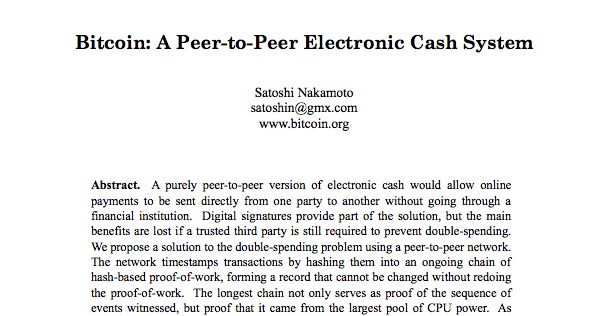 Bitcoin: A Peer-to-Peer Electronic Cash System
Satoshi Nakamoto
satoshin@gmx.com
www.bitcoin.org
Abstract. A purely peer-to-peer version of electronic cash would allow online
payments to be sent directly from one party to another without going through a
financial institution. Digital signatures provide part of the solution, but the main
benefits are lost if a trusted third party is still required to prevent double-spending.
We propose a solution to the double-spending problem using a peer-to-peer network.
The network timestamps transactions by hashing them into an ongoing chain of
hash-based proof-of-work, forming a record that cannot be changed without redoing
the proof-of-work. The longest chain not only serves as proof of the sequence of
events witnessed, but proof that it came from the largest pool of CPU power. As